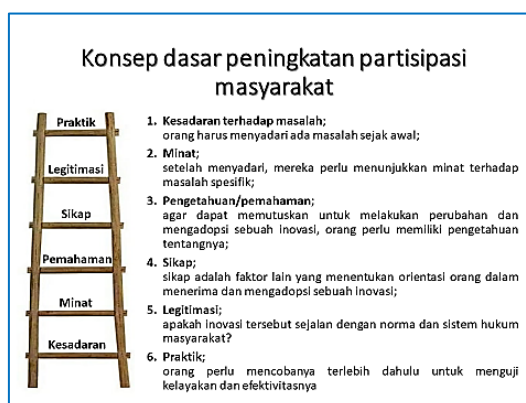 Konsep dasar peningkatan partisipasi
masyarakat
Praktik
Legitimasi
Sikap
Pemahaman
Minat
Kesadaran
1. Kesadaran terhadap masalah;
orang harus menyadari ada masalah sejak awal;
2. Minat;
setelah menyadari, mereka perlu menunjukkan minat terhadap
masalah spesifik;
3. Pengetahuan/pemahaman;
agar dapat memutuskan untuk melakukan perubahan dan
mengadopsi sebuah inovasi, orang perlu memiliki pengetahuan
tentangnya;
4. Sikap;
sikap adalah faktor lain yang menentukan orientasi orang dalam
menerima dan mengadopsi sebuah inovasi;
5. Legitimasi;
apakah inovasi tersebut sejalan dengan norma dan sistem hukum
masyarakat?
6. Praktik;
orang perlu mencobanya terlebih dahulu untuk menguji
kelayakan dan efektivitasnya